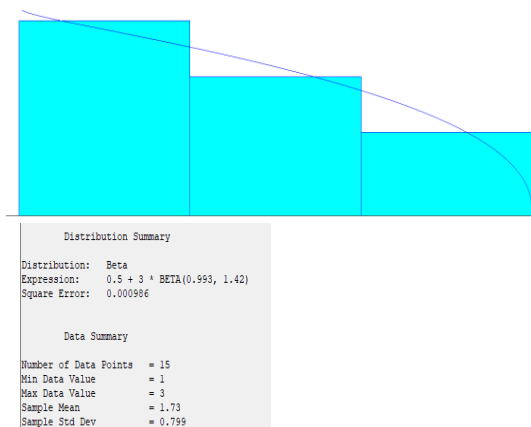 Distribution Summary
Distribution: Beta
Expression: 0.5 + 3 * BETA(0.993, 1.42)
Square Error: 0.000986
Data Summary
Number of Data Points = 15
Min Data Value = 1
Max Data Value = 3
Sample Mean = 1.73
Sample Std Dev = 0.799